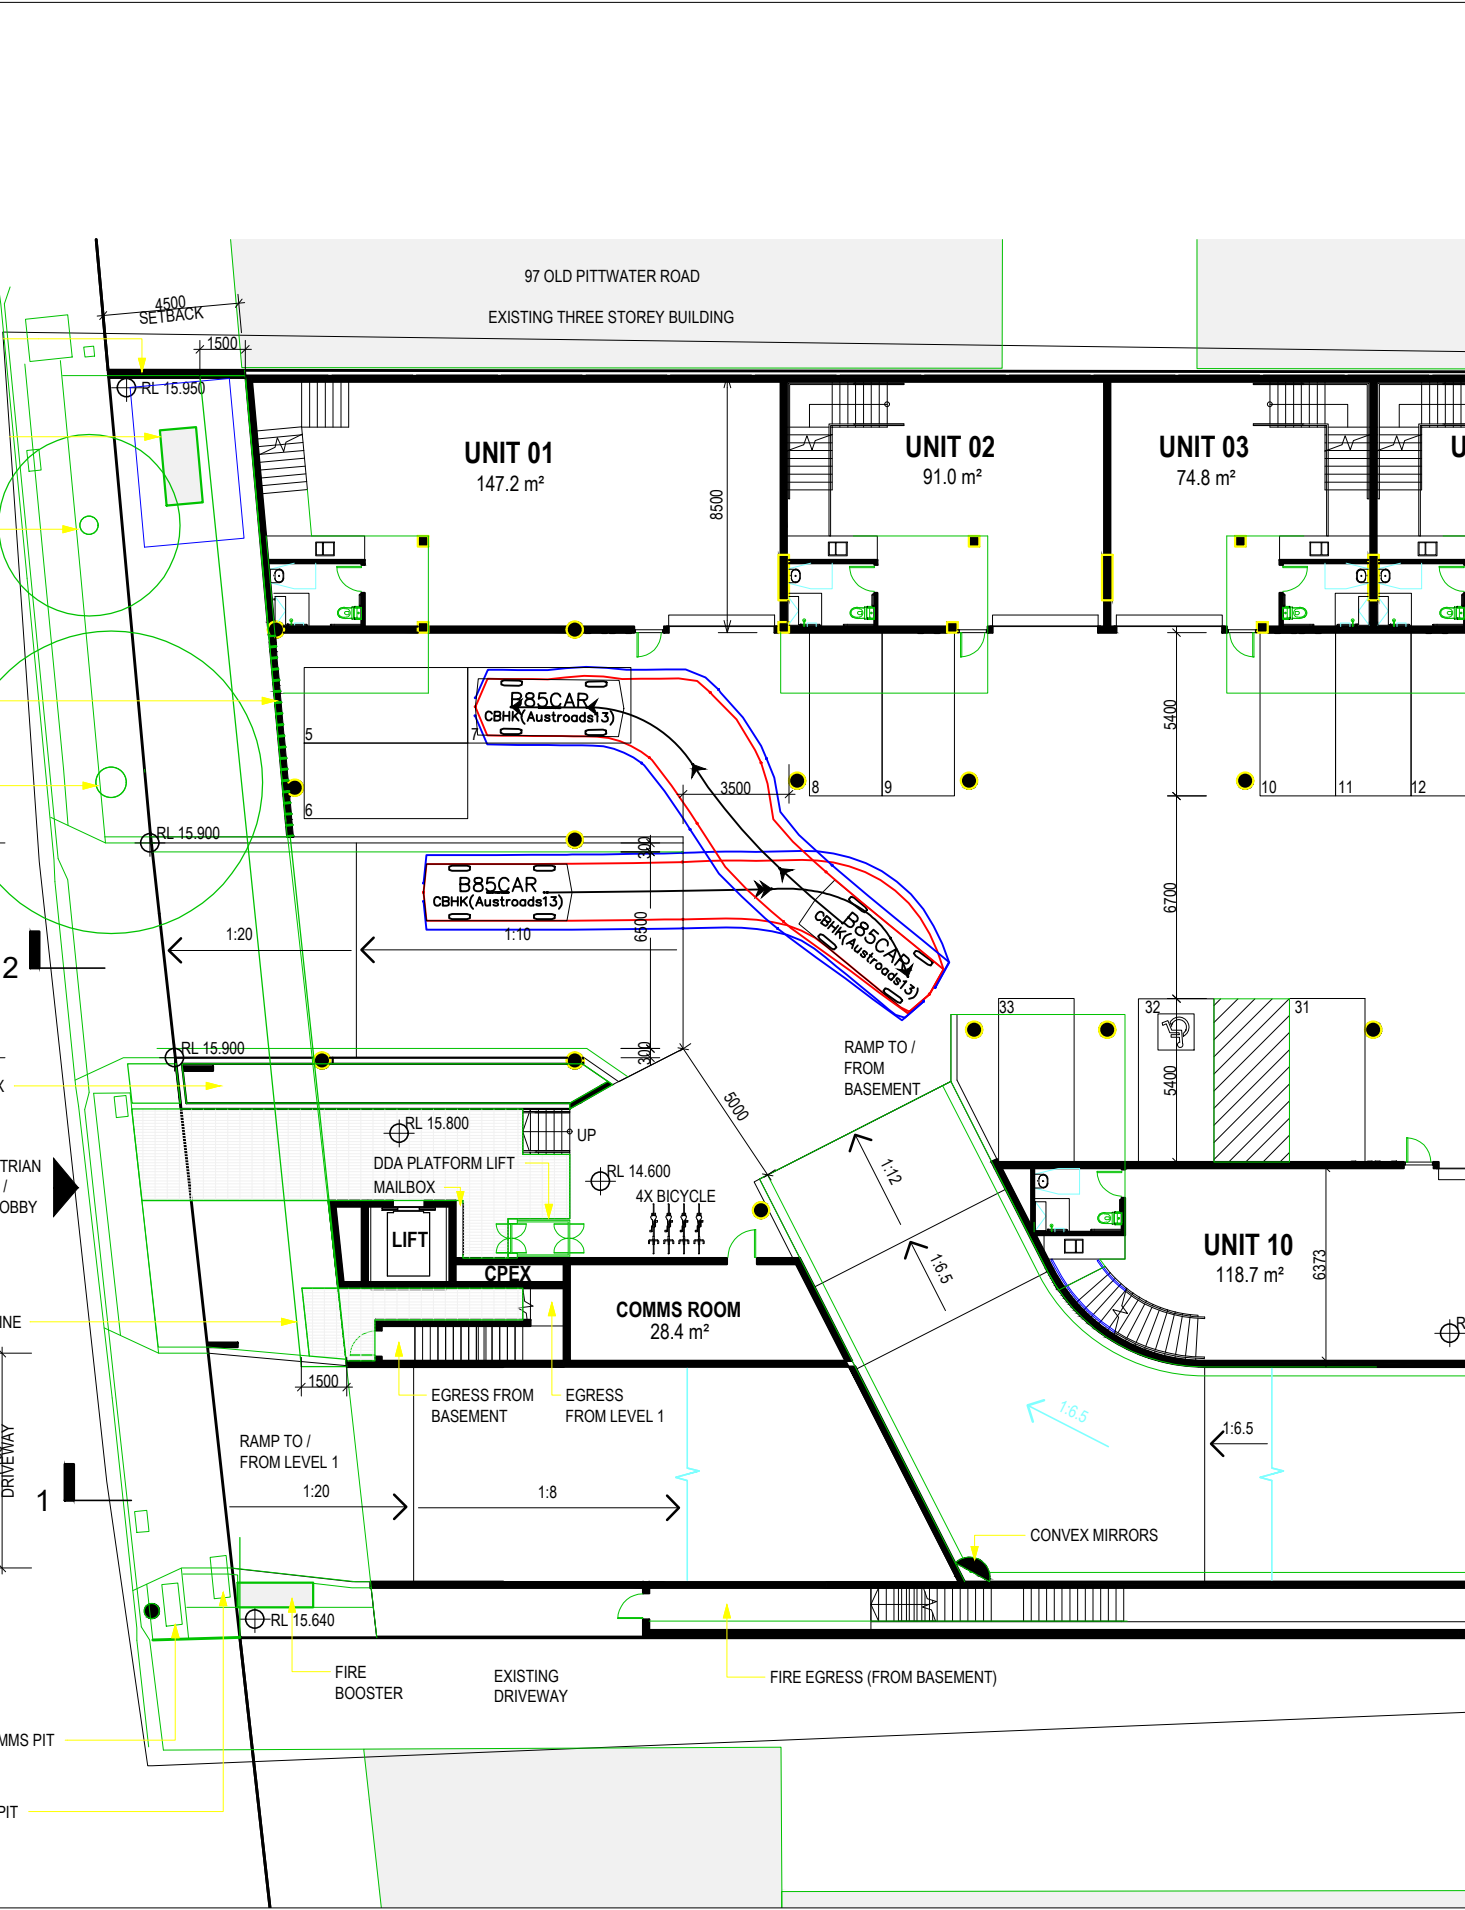 97 OLD PITTWATER ROAD
EXISTING THREE STOREY BUILDING
4500
SETBACK
1500
RL 15.950
UNIT 01
147.2 m²
UNIT 02
91.0 m²
UNIT 03
74.8 m²
U
8500
B85CAR
CBHK(Austroads13)
5
7
6
3500
8
9
10
11
12
5400
RL 15.900
300
B85CAR
CBHK(Austroads13)
6500
B85CAR
CBHK(Austroads13)
6700
1:20
1:10
2
33
32
31
RL 15.900
300
RAMP TO /
FROM
BASEMENT
5400
X
5000
RL 15.800
UP
TRIAN
/
OBBY
DDA PLATFORM LIFT
MAILBOX
RL 14.600
4X BICYCLE
1:12
LIFT
CPEX
1:6.5
UNIT 10
118.7 m²
6373
COMMS ROOM
28.4 m²
INE
R
1500
EGRESS FROM
BASEMENT
EGRESS
FROM LEVEL 1
1:6.5
1:6.5
DRIVEWAY
RAMP TO /
FROM LEVEL 1
1:20
1:8
1
CONVEX MIRRORS
RL 15.640
FIRE
BOOSTER
EXISTING
DRIVEWAY
FIRE EGRESS (FROM BASEMENT)
MMS PIT
PIT